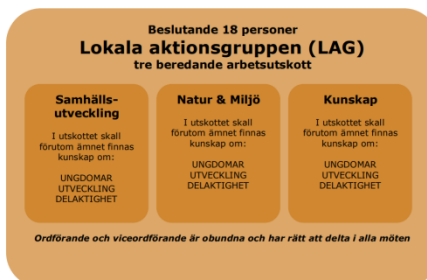 Beslutande 18 personer
Lokala aktionsgruppen (LAG)
tre beredande arbetsutskott
Samhälls-
utveckling
I utskottet skall
förutom ämnet finnas
kunskap om:
UNGDOMAR
UTVECKLING
DELAKTIGHET
Natur & Miljö
I utskottet skall
förutom ämnet finnas
kunskap om:
UNGDOMAR
UTVECKLING
DELAKTIGHET
Kunskap
I utskottet skall
förutom ämnet finnas
kunskap om:
UNGDOMAR
UTVECKLING
DELAKTIGHET
Ordförande och viceordförande är obundna och har rätt att delta i alla möten